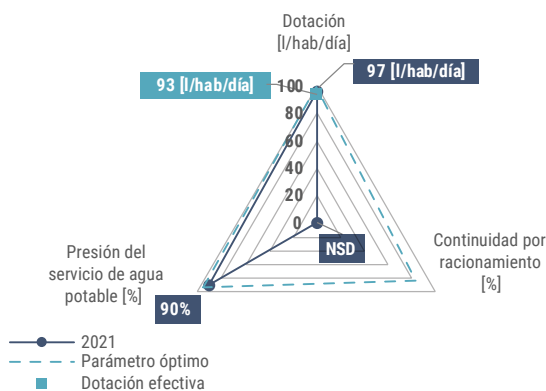 Dotación
[l/hab/día]
97 [l/hab/día]
93 [l/hab/día]
100
80
60
40
20
0
NSD
Continuidad por
racionamiento
[%]
Presión del
servicio de agua
potable [%]
90%
2021
Parámetro óptimo
Dotación efectiva